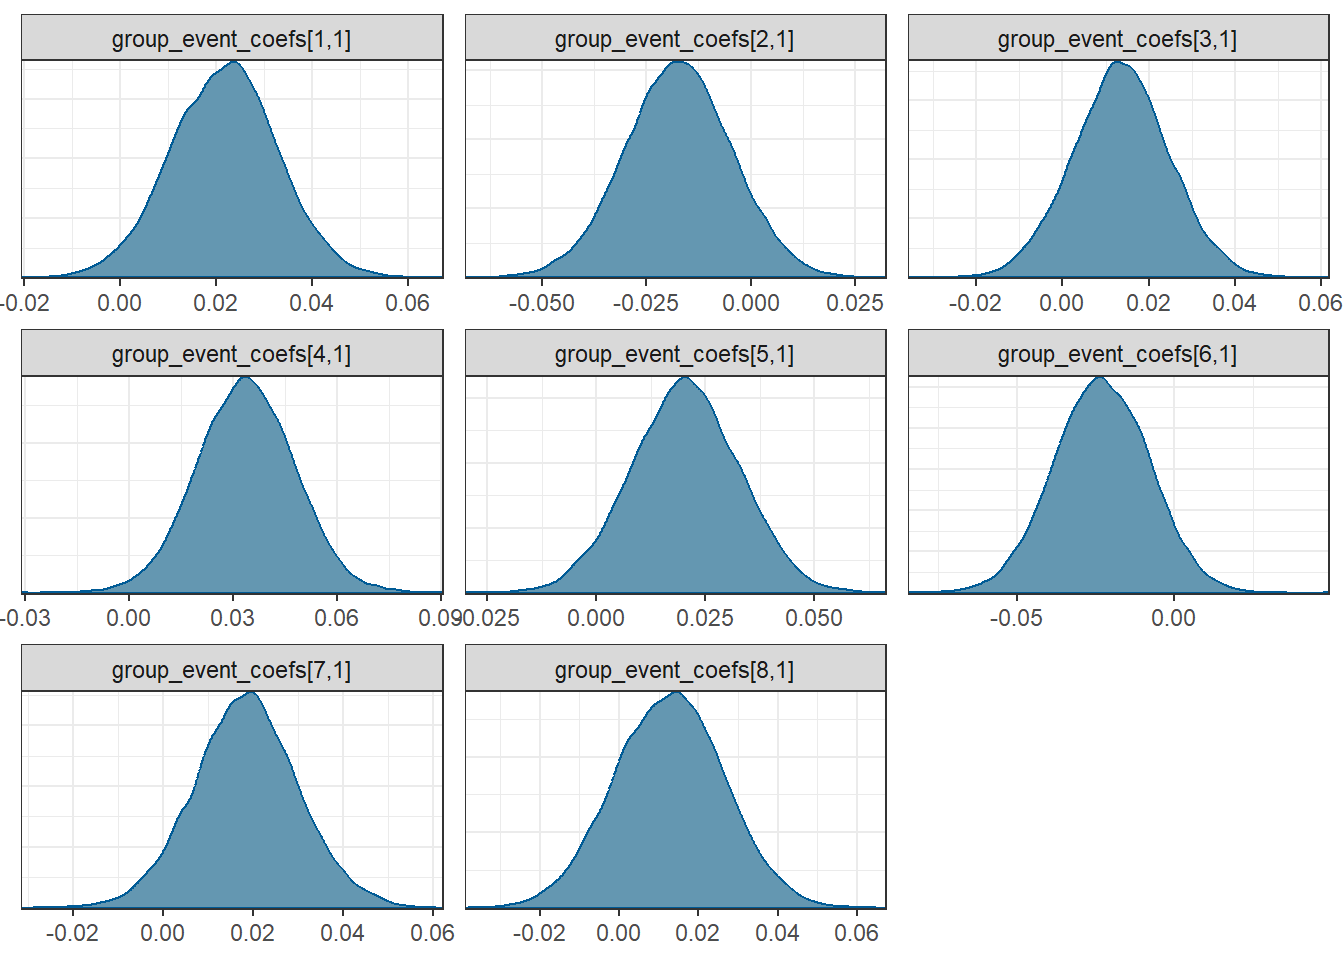 group_event_coefs[1,1] group_event_coefs[2,1] group_event_coefs[3,1]
-0.02 0.00 0.02 0.04 0.06 -0.050 -0.025 0.000 0.025 -0.02 0.00 0.02 0.04 0.06
group_event_coefs[4,1] group_event_coefs[5,1] group_event_coefs[6,1]
-0.03 0.00 0.03 0.06 0.09 -0.025 0.000 0.025 0.050 -0.05 0.00
group_event_coefs[7,1] group_event_coefs[8,1]
-0.02 0.00 0.02 0.04 0.06 -0.02 0.00 0.02 0.04 0.06